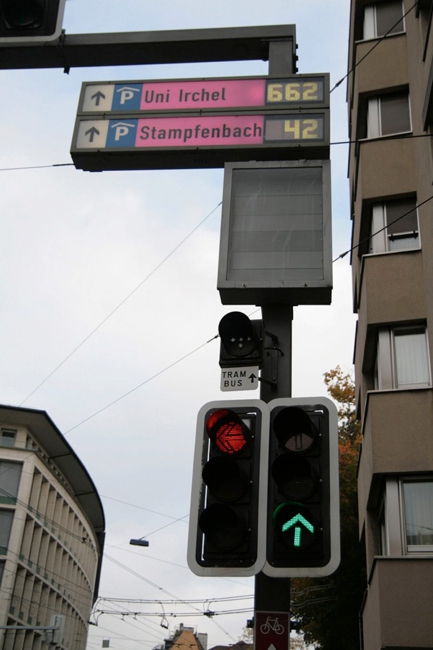 P Uni Irchel 662
P Stampfenbach 42
TRAM
BUS